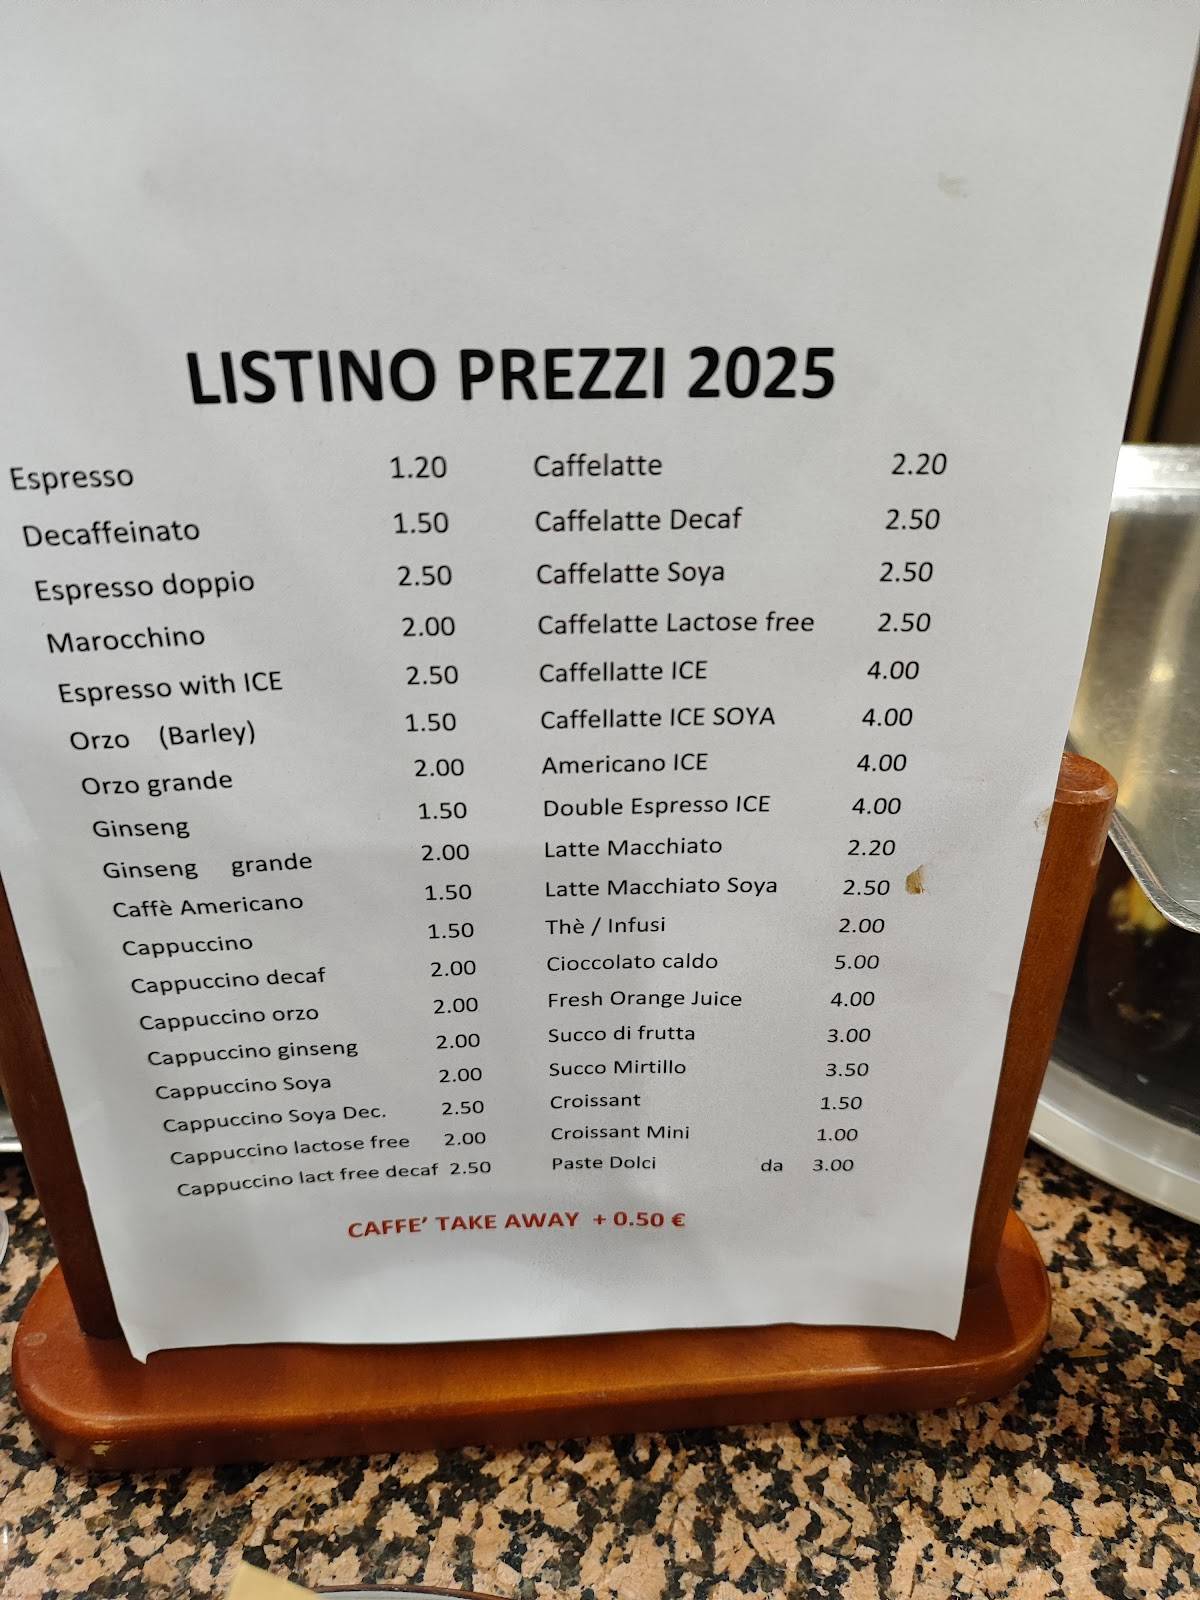 LISTINO PREZZI 2025
Espresso 1.20
Decaffeinato 1.50
Espresso doppio 2.50
Marocchino 2.00
Espresso with ICE 2.50
Orzo (Barley) 1.50
Orzo grande 2.00
Ginseng 1.50
Ginseng grande 2.00
Caffè Americano 1.50
Cappuccino 1.50
Cappuccino decaf 2.00
Cappuccino orzo 2.00
Cappuccino ginseng 2.00
Cappuccino Soya 2.00
Cappuccino Soya Dec. 2.50
Cappuccino lactose free 2.00
Cappuccino lact free decaf 2.50
Caffelatte 2.20
Caffelatte Decaf 2.50
Caffelatte Soya 2.50
Caffelatte Lactose free 2.50
Caffellatte ICE 4.00
Caffellatte ICE SOYA 4.00
Americano ICE 4.00
Double Espresso ICE 4.00
Latte Macchiato 2.20
Latte Macchiato Soya 2.50
Thè / Infusi 2.00
Cioccolato caldo 5.00
Fresh Orange Juice 4.00
Succo di frutta 3.00
Succo Mirtillo 3.50
Croissant 1.50
Croissant Mini 1.00
Paste Dolci da 3.00
CAFFE' TAKE AWAY + 0.50 €